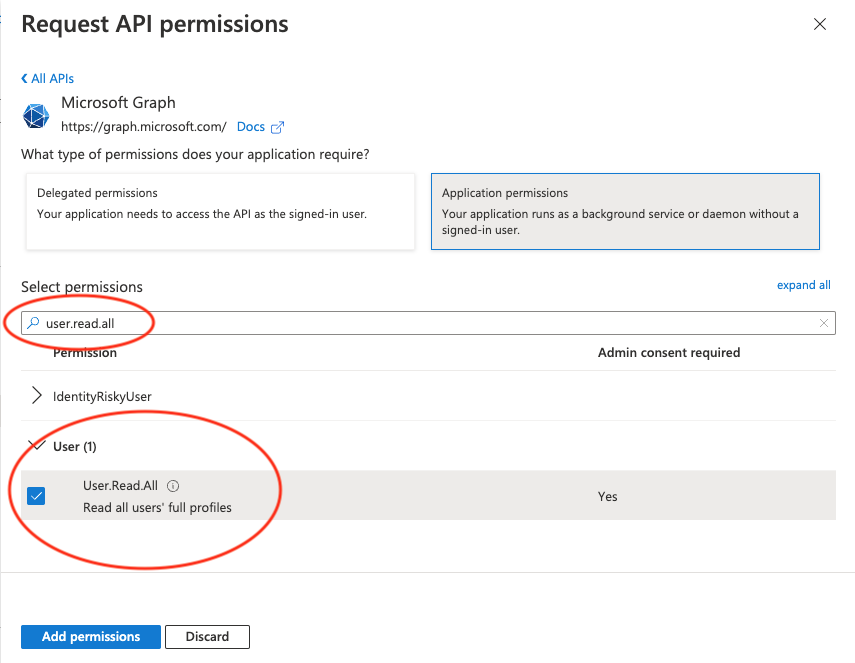 Request API permissions
All APIs
Microsoft Graph
https://graph.microsoft.com/ Docs
What type of permissions does your application require?
Delegated permissions
Your application needs to access the API as the signed-in user.
Application permissions
Your application runs as a background service or daemon without a
signed-in user.
Select permissions
expand all
user.read.all
Permission
Admin consent required
IdentityRiskyUser
User (1)
User.Read.All
Read all users' full profiles
Yes
Add permissions
Discard